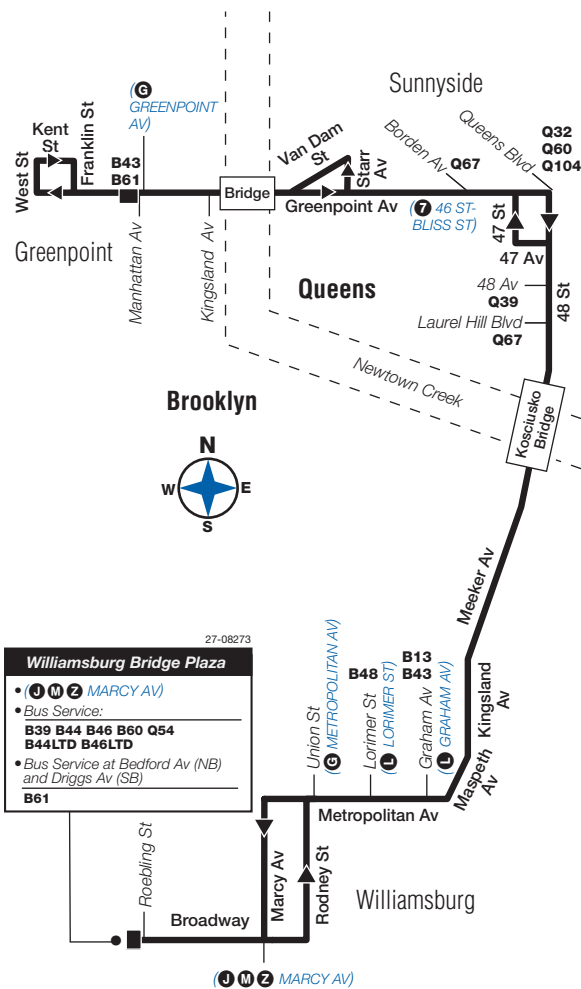 Sunnyside
(G
GREENPOINT
AV)
Kent
St
Franklin St
West St
B43
B61
Van Dam
St
Starr
Av
Borden Av
Q67
Queens Blvd
Q32
Q60
Q104
Bridge
Greenpoint Av
(7 46 ST-
BLISS ST)
47 St
47 Av
Greenpoint
Manhattan Av
Kingsland Av
Queens
48 Av
Q39
Laurel Hill Blvd
Q67
48 St
Newtown Creek
Kosciusko
Bridge
Brooklyn
N
W
E
S
Meeker Av
27-08273
Williamsburg Bridge Plaza
• (J M Z MARCY AV)
• Bus Service:
B39 B44 B46 B60 Q54
B44LTD B46LTD
• Bus Service at Bedford Av (NB)
and Driggs Av (SB)
B61
Union St
(G METROPOLITAN AV)
B48
Lorimer St
(L LORIMER ST)
B13
B43
Graham Av
(L GRAHAM AV)
Kingsland
Av
Maspeth
Av
Metropolitan Av
Roebling St
Marcy Av
Rodney St
Williamsburg
Broadway
(J M Z MARCY AV)